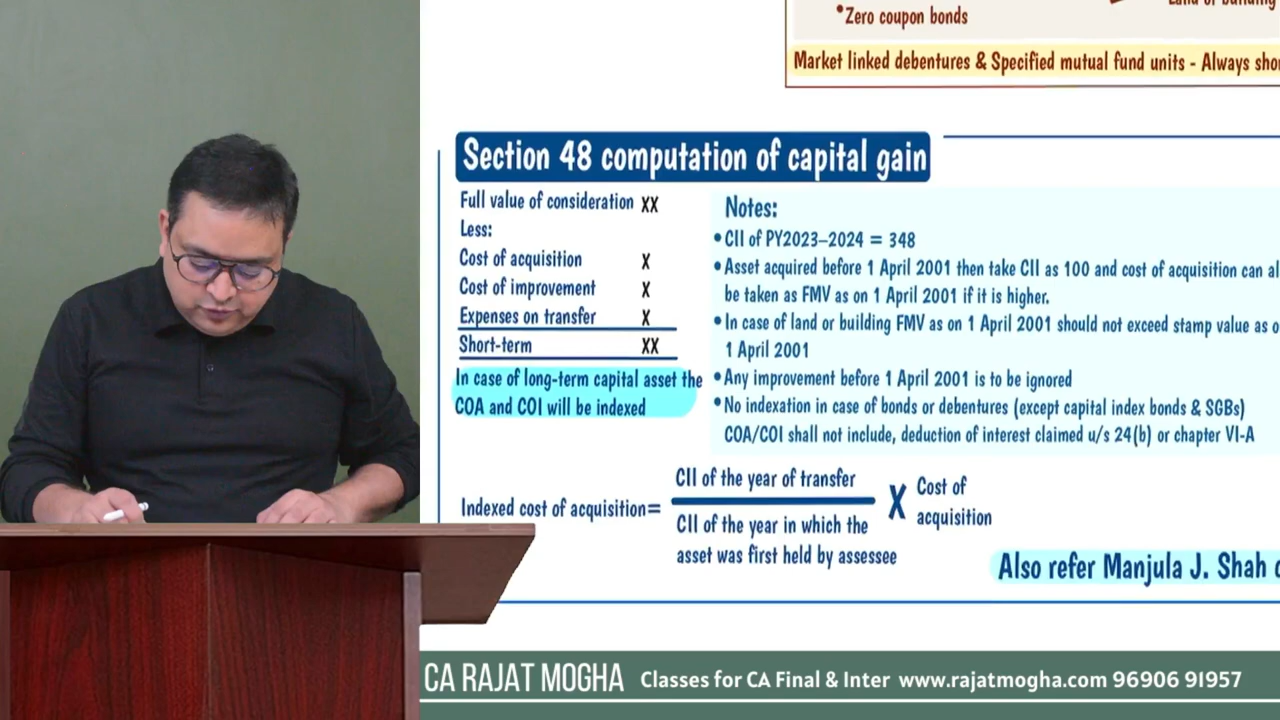 •Zero coupon bonds
Land or building
Market linked debentures & Specified mutual fund units - Always
Section 48 computation of capital gain
Full value of consideration XX
Less:
Cost of acquisition X
Cost of improvement X
Expenses on transfer X
Short-term XX
In case of long-term capital asset the
COA and COI will be indexed
Notes:
•CII of PY2023–2024 = 348
•Asset acquired before 1 April 2001 then take CII as 100 and cost of acquisition can
be taken as FMV as on 1 April 2001 if it is higher.
•In case of land or building FMV as on 1 April 2001 should not exceed stamp value as
1 April 2001
•Any improvement before 1 April 2001 is to be ignored
•No indexation in case of bonds or debentures (except capital index bonds & SGBs)
COA/COI shall not include, deduction of interest claimed u/s 24(b) or chapter VI-A
Indexed cost of acquisition=
CII of the year of transfer
CII of the year in which the
asset was first held by assessee
X
Cost of
acquisition
Also refer Manjula J. Shah
CA RAJAT MOGHA Classes for CA Final & Inter www.rajatmogha.com 96906 91957